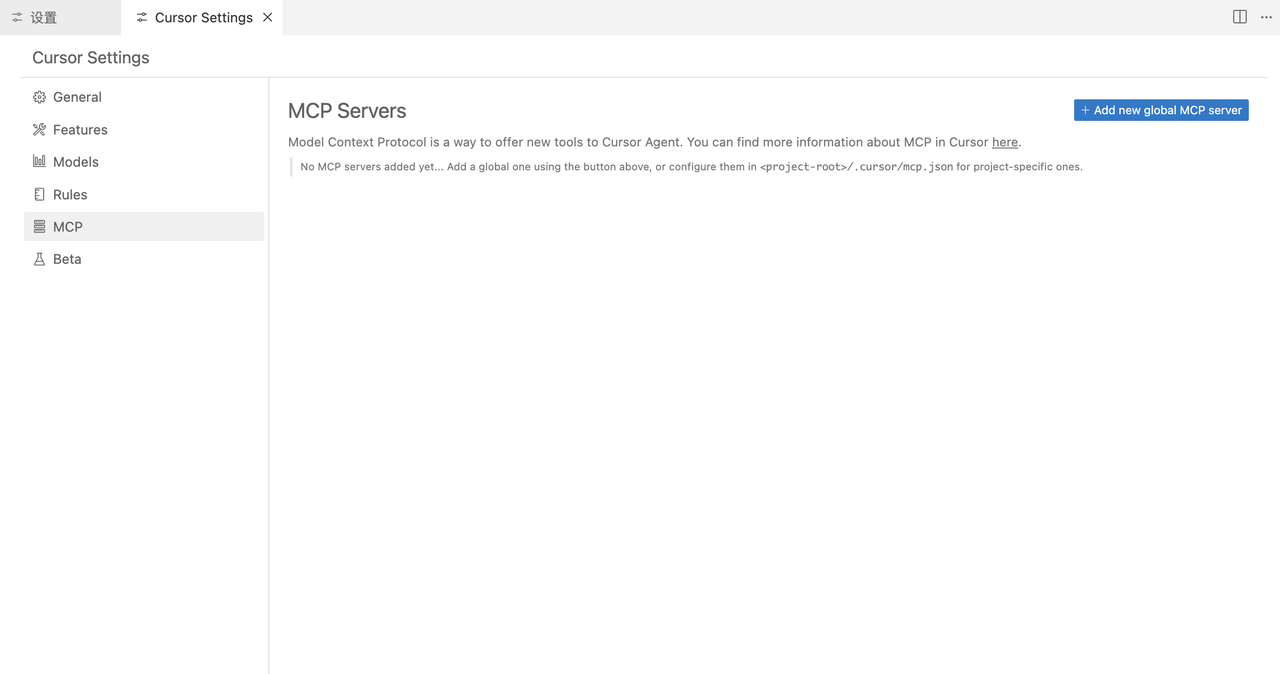 设置
Cursor Settings
Cursor Settings
General
Features
Models
Rules
MCP
Beta
MCP Servers
Add new global MCP server
Model Context Protocol is a way to offer new tools to Cursor Agent. You can find more information about MCP in Cursor here.
No MCP servers added yet... Add a global one using the button above, or configure them in <project-root>/.cursor/mcp.json for project-specific ones.